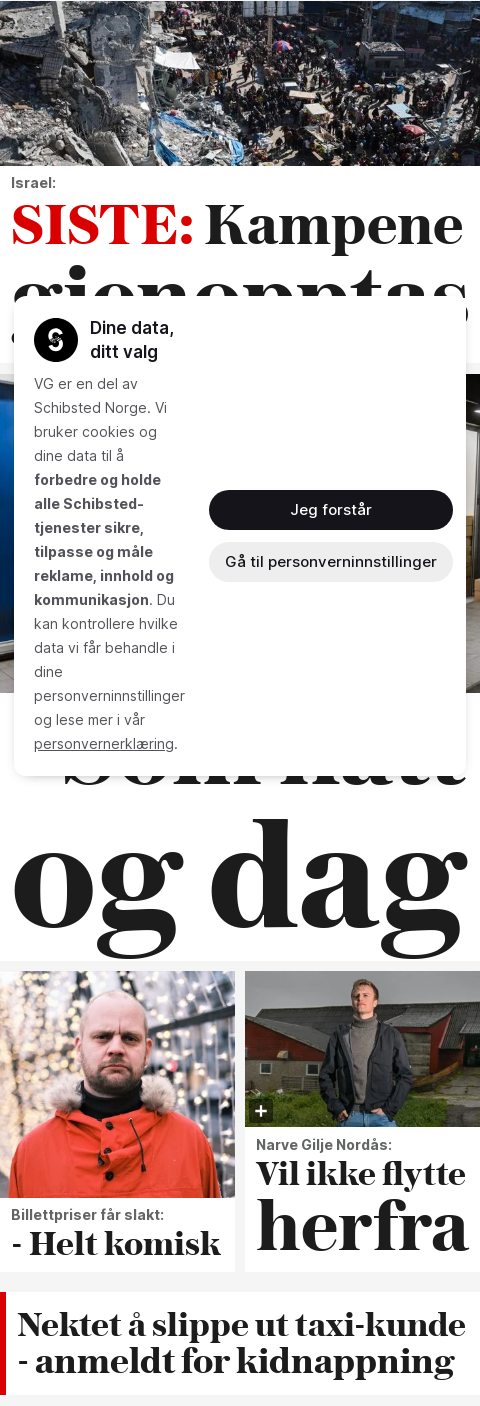 Israel:
SISTE: Kampene
gjenopptas
Dine data,
ditt valg
VG er en del av
Schibsted Norge. Vi
bruker cookies og
dine data til å
forbedre og holde
alle Schibsted-
tjenester sikre,
tilpasse og måle
reklame, innhold og
kommunikasjon. Du
kan kontrollere hvilke
data vi får behandle i
dine
personverninnstillinger
og lese mer i vår
personvernerklæring.
Jeg forstår
Gå til personverninnstillinger
Som natt
og dag
Billettpriser får slakt:
- Helt komisk
Narve Gilje Nordås:
Vil ikke flytte
herfra
Nektet å slippe ut taxi-kunde
- anmeldt for kidnappning